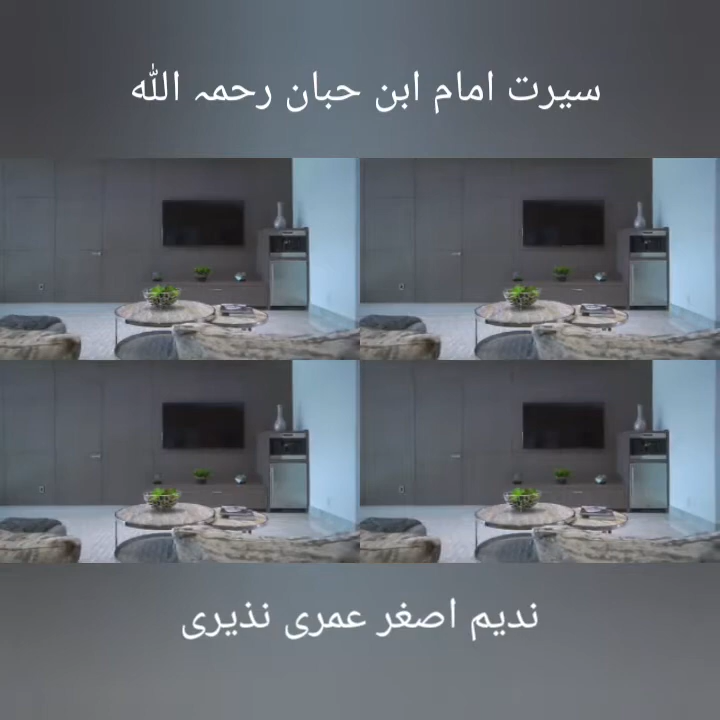 سیرت امام ابن حبان رحمہ اللہ
ندیم اصغر عمری نذیری